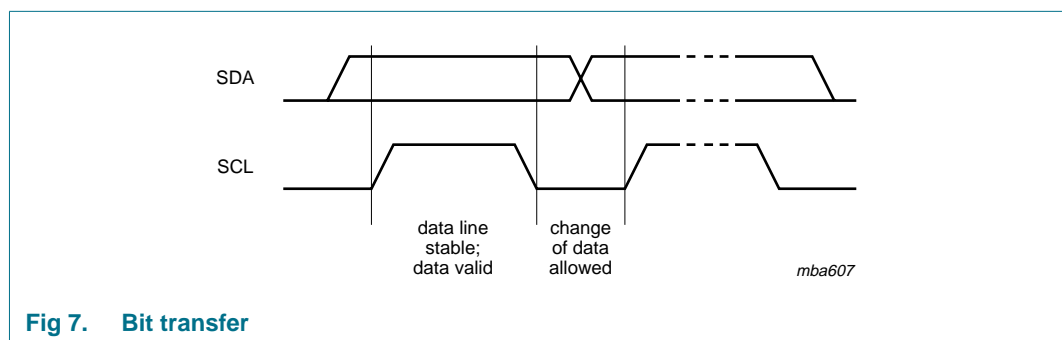 SDA
SCL
data line
stable;
data valid
change
of data
allowed
mba607
Fig 7. Bit transfer